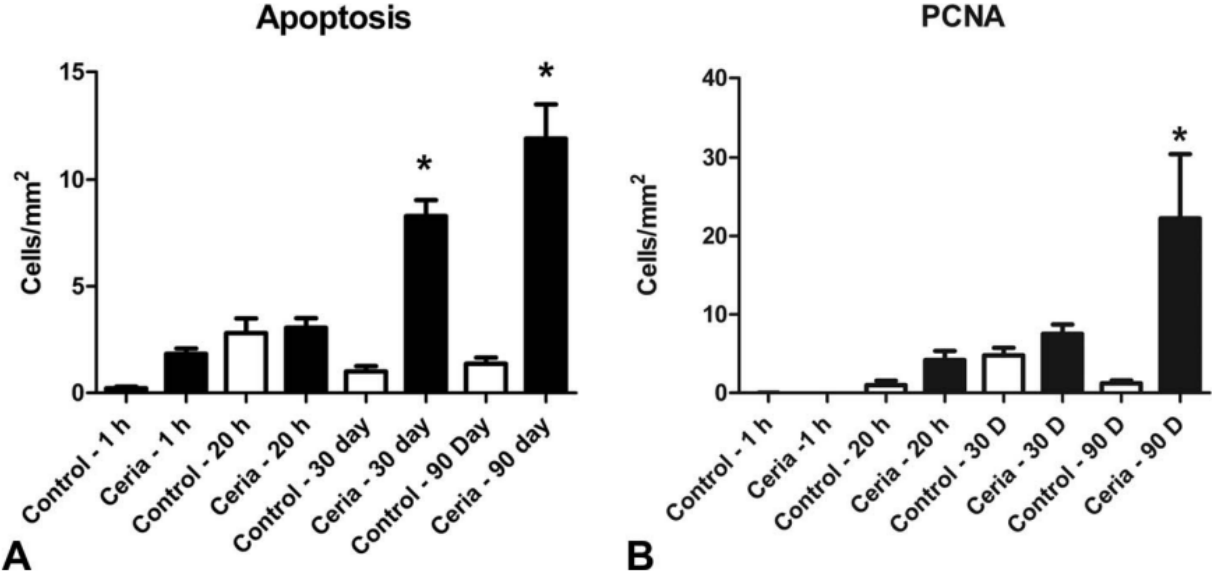 Apoptosis
15
10
5
0
Cells/mm²
*
*
Control - 1 h
Ceria - 1 h
Control - 20 h
Ceria - 20 h
Control - 30 day
Ceria - 30 day
Control - 90 Day
Ceria - 90 day
A
PCNA
40
30
20
10
0
Cells/mm²
*
Control - 1 h
Ceria - 1 h
Control - 20 h
Ceria - 20 h
Control - 30 D
Ceria - 30 D
Control - 90 D
Ceria - 90 D
B